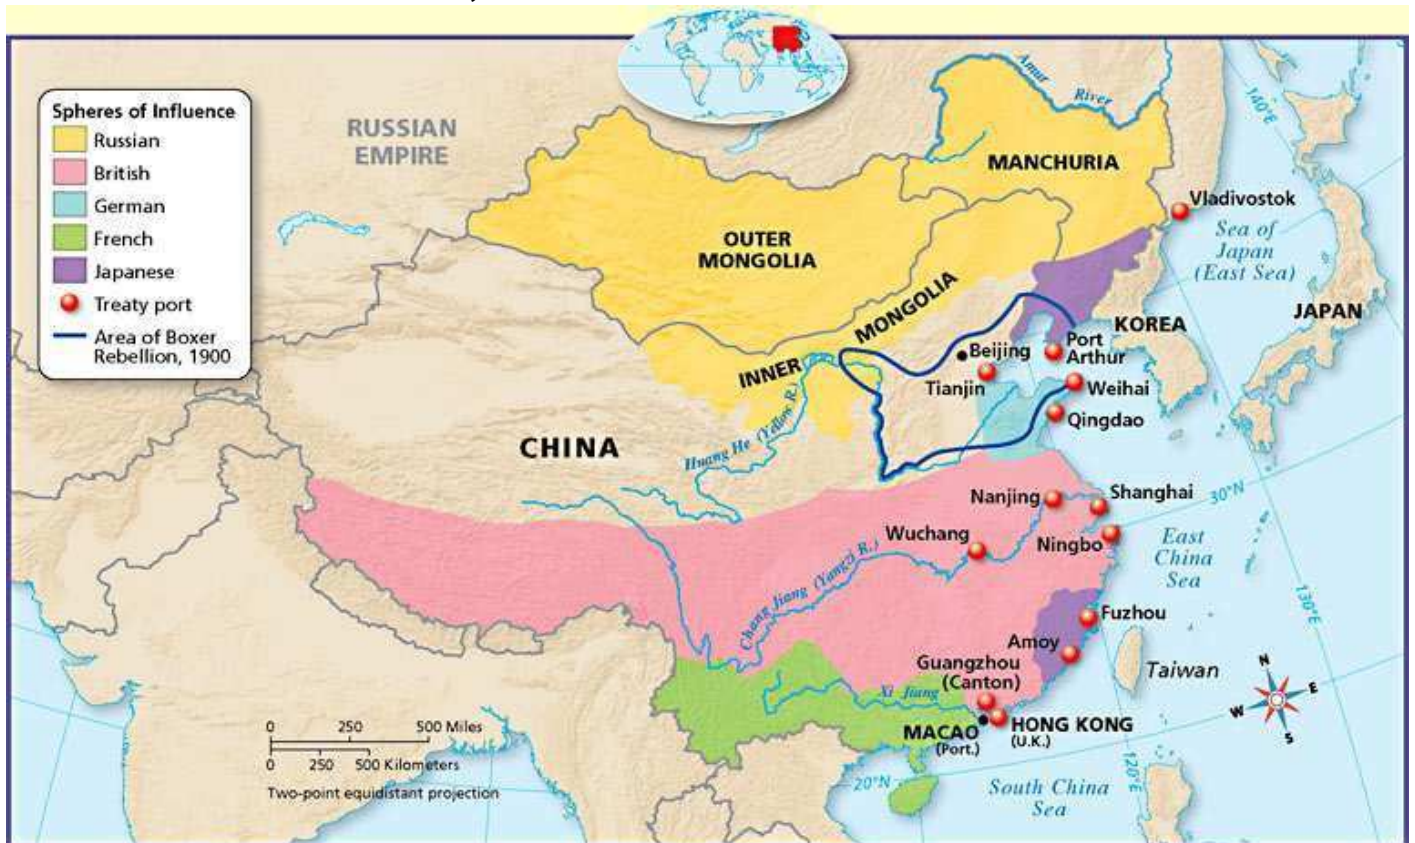 Spheres of Influence
Russian
British
German
French
Japanese
Treaty port
Area of Boxer
Rebellion, 1900
RUSSIAN
EMPIRE
Amur
River
140°E
MANCHURIA
Vladivostok
Sea of
Japan
(East Sea)
OUTER
MONGOLIA
INNER
MONGOLIA
JAPAN
KOREA
Beijing
Port
Arthur
Tianjin
Weihai
Qingdao
CHINA
Huang He (Yellow R.)
Nanjing
Shanghai
30°N
Wuchang
Ningbo
East
China
Sea
Chang Jiang (Yangzi R.)
130°E
Fuzhou
Amoy
Taiwan
Guangzhou
(Canton)
Xi Jiang
MACAO
(Port.)
HONG KONG
(U.K.)
N
E
W
S
0 250 500 Miles
0 250 500 Kilometers
Two-point equidistant projection
20°N
120°E
South China
Sea